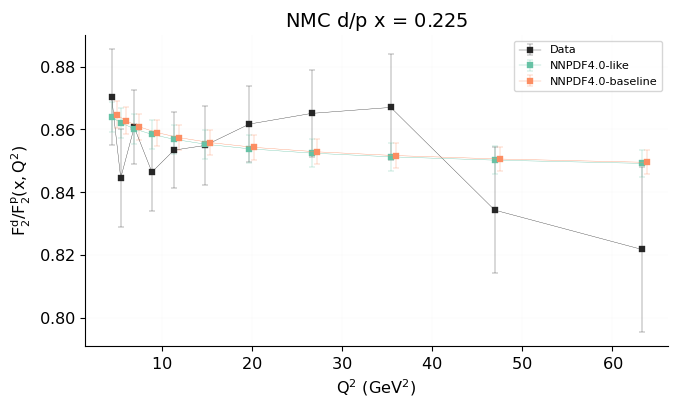 NMC d/p x = 0.225
Data
NNPDF4.0-like
NNPDF4.0-baseline
F₂ᵈ/F₂ᵖ(x, Q²)
0.88
0.86
0.84
0.82
0.80
10 20 30 40 50 60
Q² (GeV²)